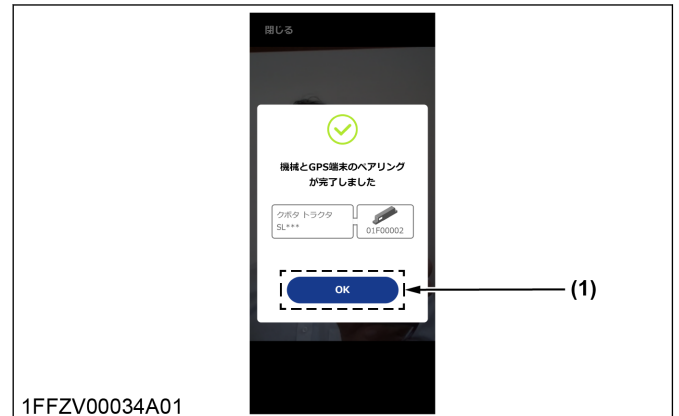 閉じる
機械とGPS端末のペアリング
が完了しました
クボタ トラクタ
SL***
01F00002
OK
(1)
1FFZV00034A01